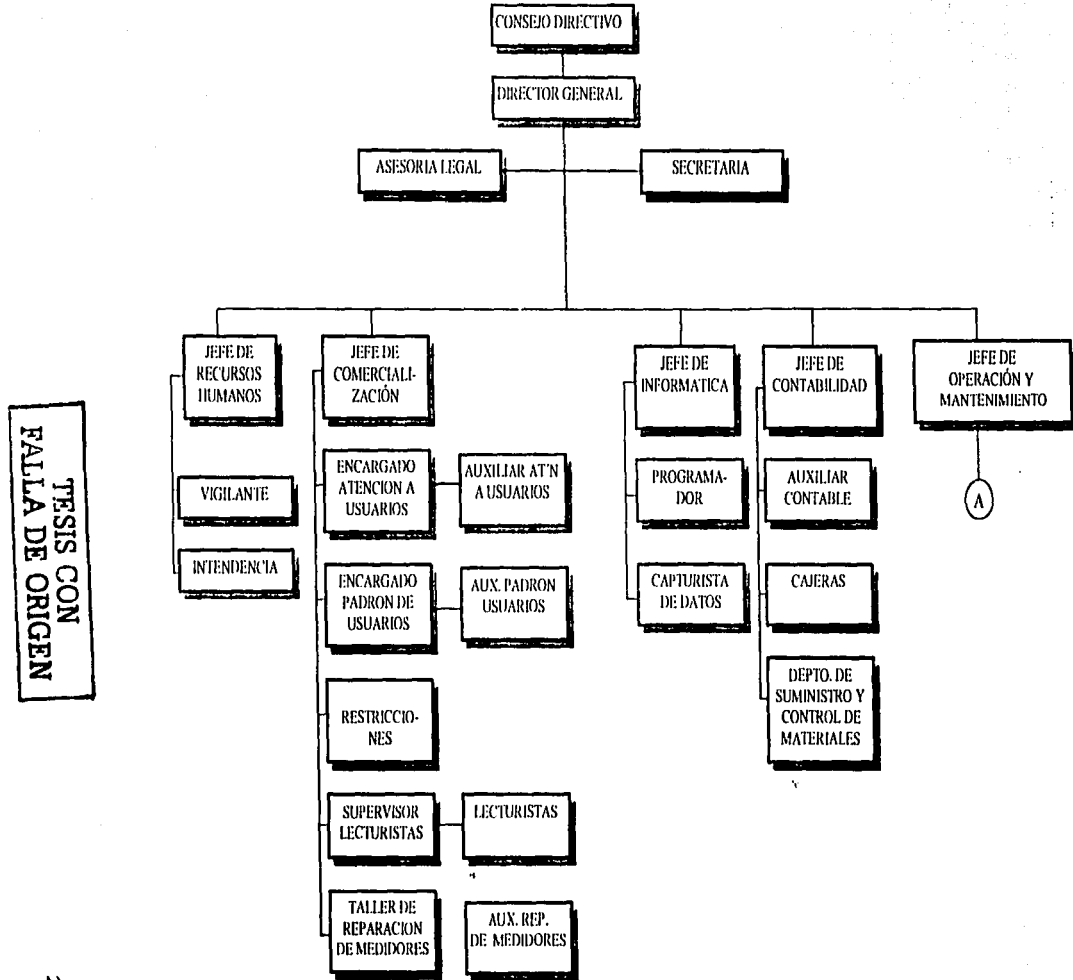 CONSEJO DIRECTIVO
DIRECTOR GENERAL
ASESORIA LEGAL
SECRETARIA
JEFE DE
RECURSOS
HUMANOS
VIGILANTE
INTENDENCIA
JEFE DE
COMERCIALI-
ZACIÓN
ENCARGADO
ATENCION A
USUARIOS
AUXILIAR AT'N
A USUARIOS
ENCARGADO
PADRON DE
USUARIOS
AUX. PADRON
USUARIOS
RESTRICCIO-
NES
SUPERVISOR
LECTURISTAS
LECTURISTAS
TALLER DE
REPARACION
DE MEDIDORES
AUX. REP.
DE MEDIDORES
JEFE DE
INFORMATICA
PROGRAMA-
DOR
CAPTURISTA
DE DATOS
JEFE DE
CONTABILIDAD
AUXILIAR
CONTABLE
CAJERAS
DEPTO. DE
SUMINISTRO Y
CONTROL DE
MATERIALES
JEFE DE
OPERACIÓN Y
MANTENIMIENTO
A
TESIS CON
FALLA DE ORIGEN